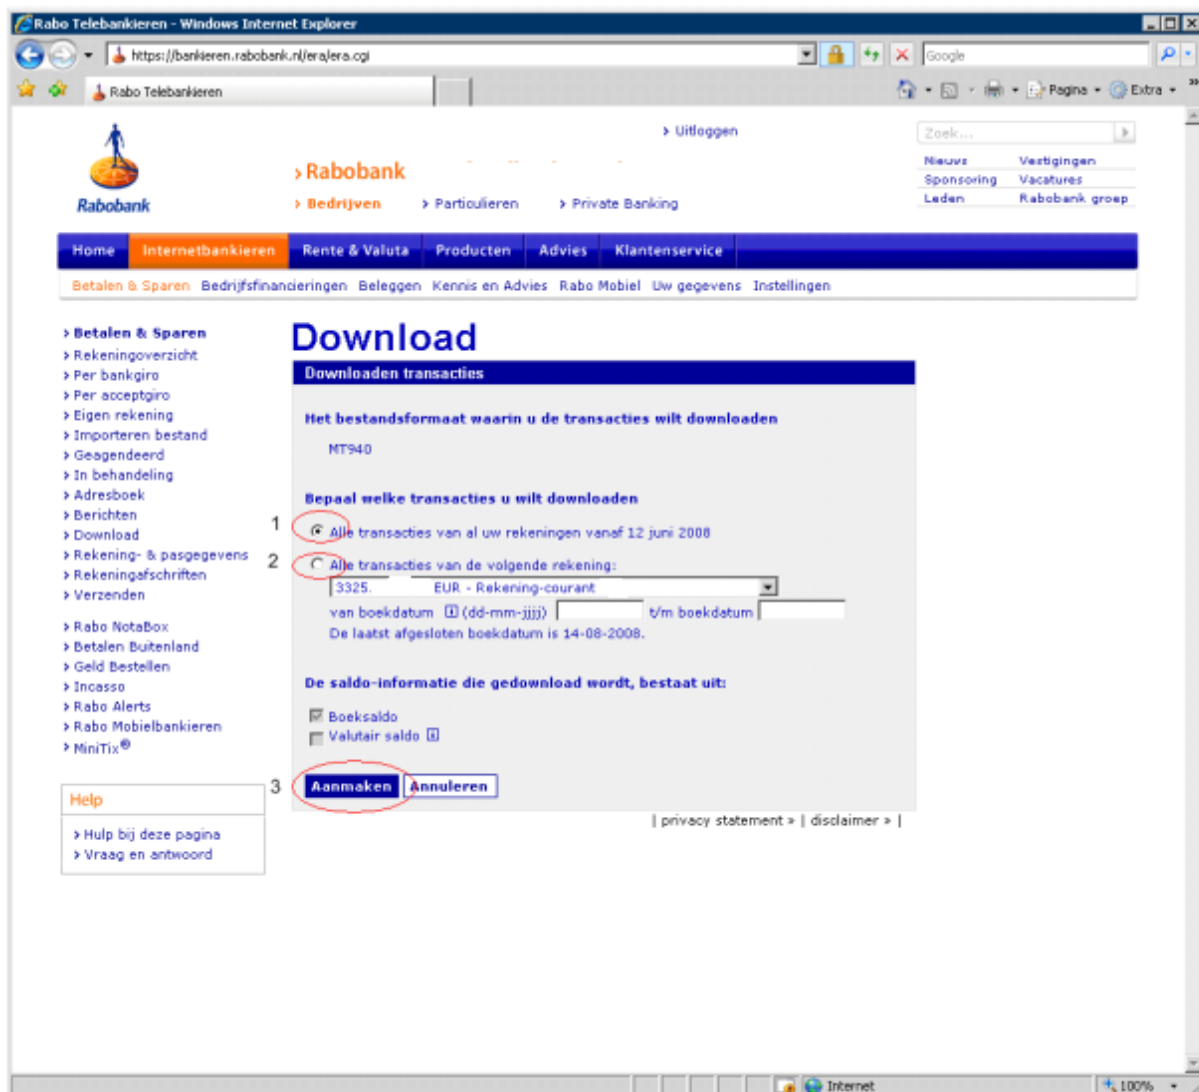 Rabo Telebankieren - Windows Internet Explorer
https://bankieren.rabobank.nl/era/era.cgi
Google
Rabo Telebankieren
Pagina
Extra
Uitloggen
Zoek...
Rabobank
Rabobank
Nieuws Vestigingen
Sponsoring Vacatures
Leden Rabobank groep
Bedrijven Particulieren Private Banking
Home Internetbankieren Rente & Valuta Producten Advies Klantenservice
Betalen & Sparen Bedrijfsfinancieringen Beleggen Kennis en Advies Rabo Mobiel Uw gegevens Instellingen
Betalen & Sparen
Rekeningoverzicht
Per bankgiro
Per acceptgiro
Eigen rekening
Importeren bestand
Geagendeerd
In behandeling
Adresboek
Berichten
Download
Rekening- & pasgegevens
Rekeningafschriften
Verzenden
Rabo NotaBox
Betalen Buitenland
Geld Bestellen
Incasso
Rabo Alerts
Rabo Mobielbankieren
MiniTix®
Help
Hulp bij deze pagina
Vraag en antwoord
Download
Downloaden transacties
Het bestandsformaat waarin u de transacties wilt downloaden
MT940
Bepaal welke transacties u wilt downloaden
1 Alle transacties van al uw rekeningen vanaf 12 juni 2008
2 Alle transacties van de volgende rekening:
3325. EUR - Rekening-courant
van boekdatum (dd-mm-jjjj) t/m boekdatum
De laatst afgesloten boekdatum is 14-08-2008.
De saldo-informatie die gedownload wordt, bestaat uit:
Boeksaldo
Valutair saldo
3 Aanmaken Annuleren
| privacy statement » | disclaimer » |
Internet
100%